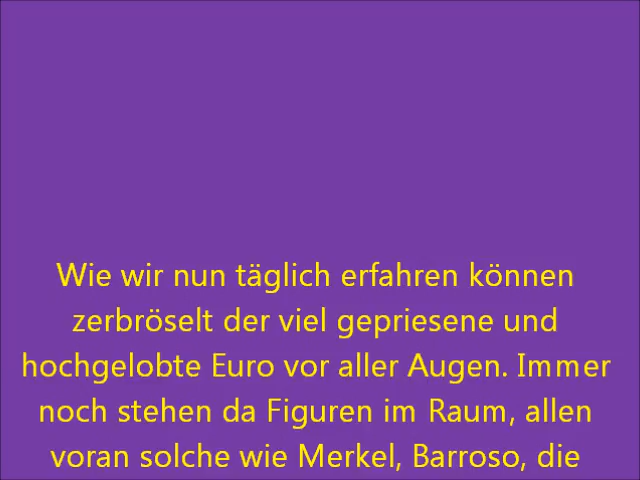 Wie wir nun täglich erfahren können
zerbröselt der viel gepriesene und
hochgelobte Euro vor aller Augen. Immer
noch stehen da Figuren im Raum, allen
voran solche wie Merkel, Barroso, die